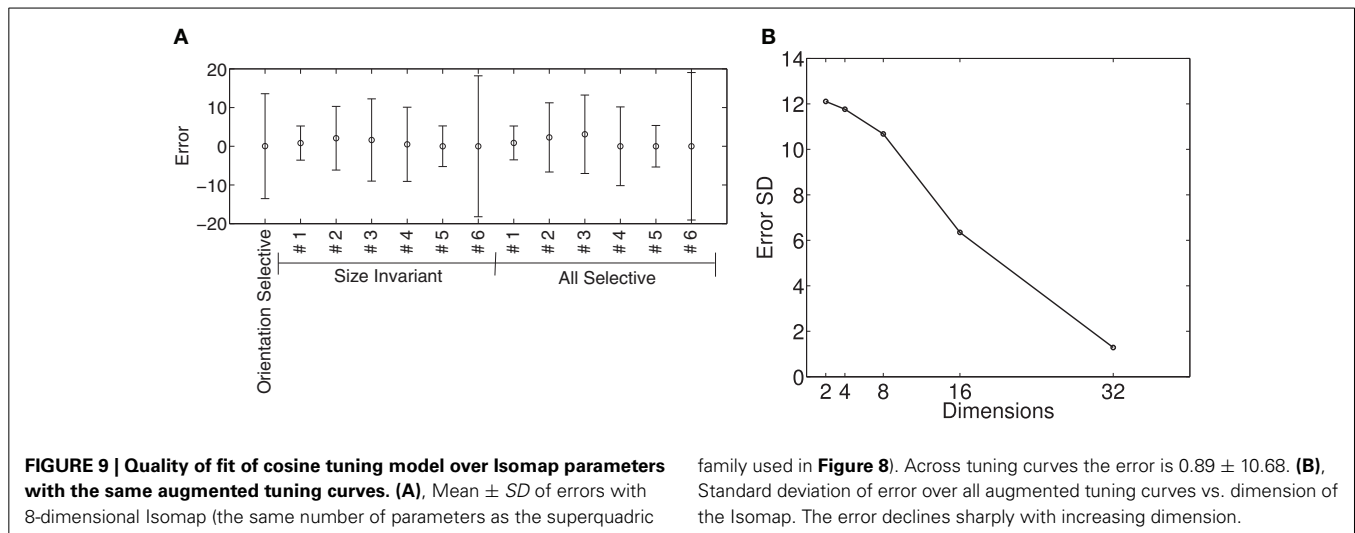 A
20
10
0
−10
−20
Error
Orientation Selective
# 1
# 2
# 3
# 4
# 5
# 6
# 1
# 2
# 3
# 4
# 5
# 6
Size Invariant
All Selective
B
14
12
10
8
6
4
2
0
Error SD
2 4 8 16 32
Dimensions
FIGURE 9 | Quality of fit of cosine tuning model over Isomap parameters
with the same augmented tuning curves. (A), Mean ± SD of errors with
8-dimensional Isomap (the same number of parameters as the superquadric
family used in Figure 8). Across tuning curves the error is 0.89 ± 10.68. (B),
Standard deviation of error over all augmented tuning curves vs. dimension of
the Isomap. The error declines sharply with increasing dimension.